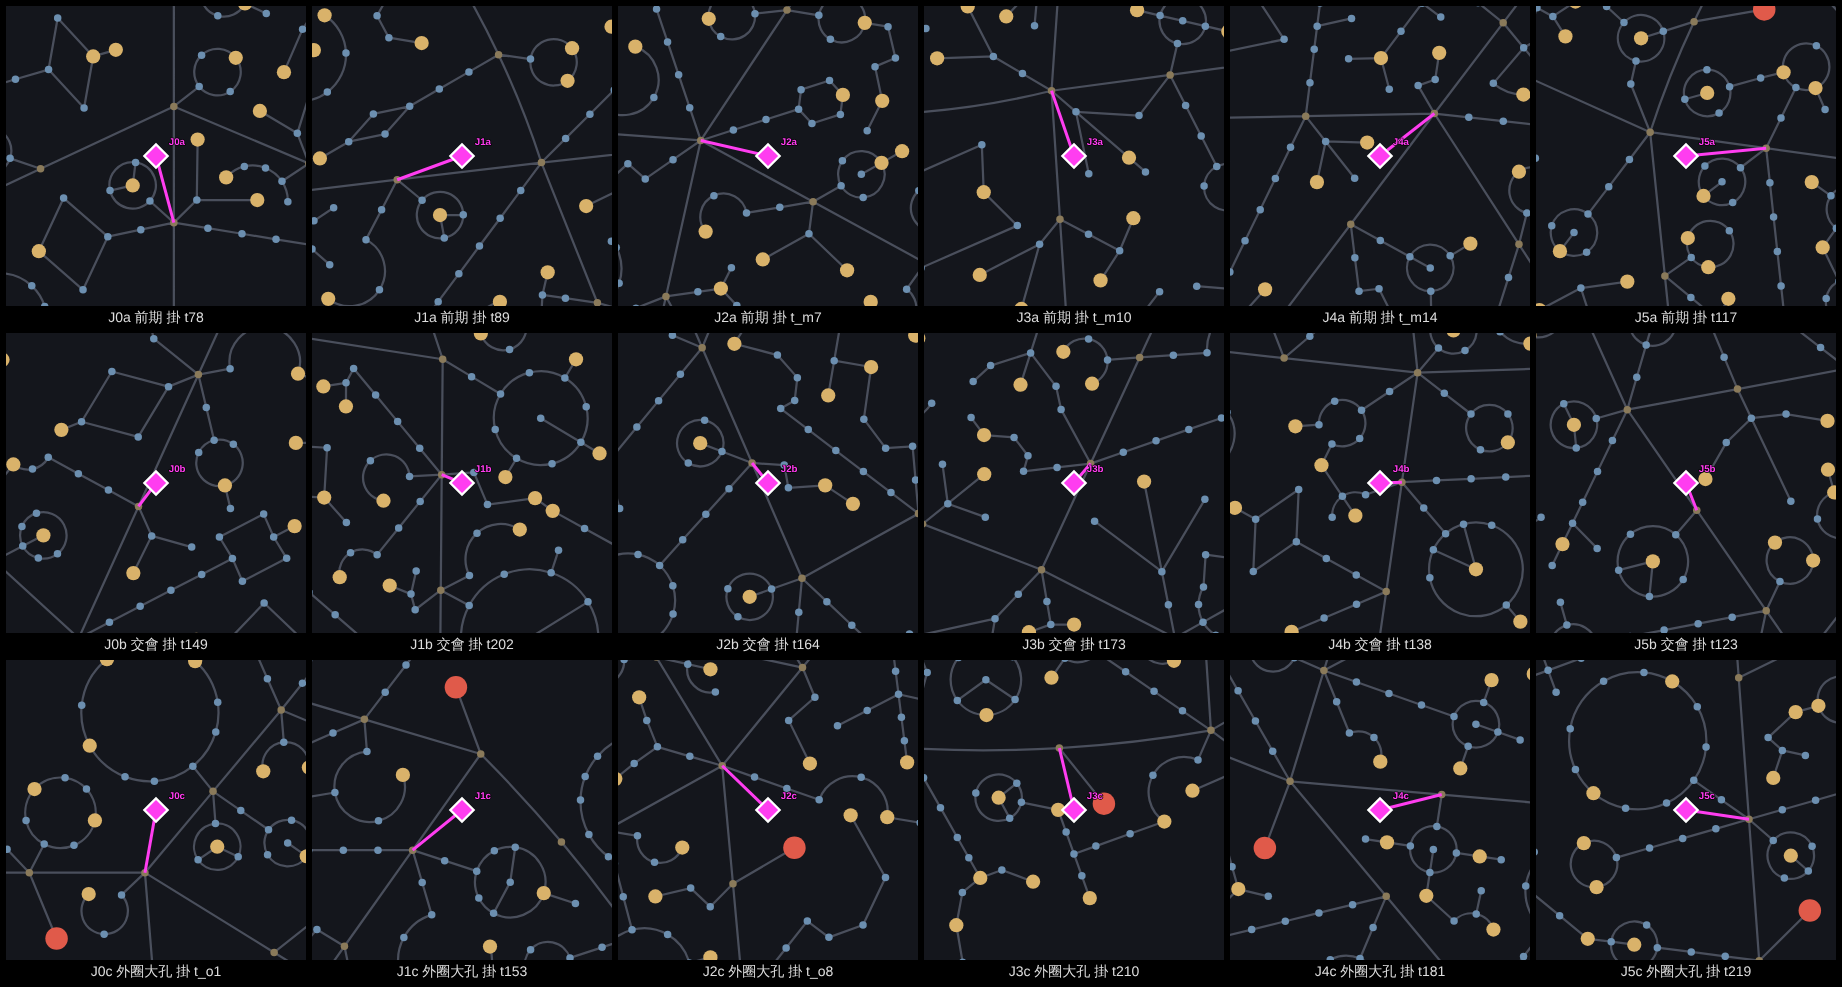 J0a
J1a
J2a
J3a
J4a
J5a
J0a 前期 掛 t78
J1a 前期 掛 t89
J2a 前期 掛 t_m7
J3a 前期 掛 t_m10
J4a 前期 掛 t_m14
J5a 前期 掛 t117
J0b
J1b
J2b
J3b
J4b
J5b
J0b 交會 掛 t149
J1b 交會 掛 t202
J2b 交會 掛 t164
J3b 交會 掛 t173
J4b 交會 掛 t138
J5b 交會 掛 t123
J0c
J1c
J2c
J3c
J4c
J5c
J0c 外圈大孔 掛 t_o1
J1c 外圈大孔 掛 t153
J2c 外圈大孔 掛 t_o8
J3c 外圈大孔 掛 t210
J4c 外圈大孔 掛 t181
J5c 外圈大孔 掛 t219